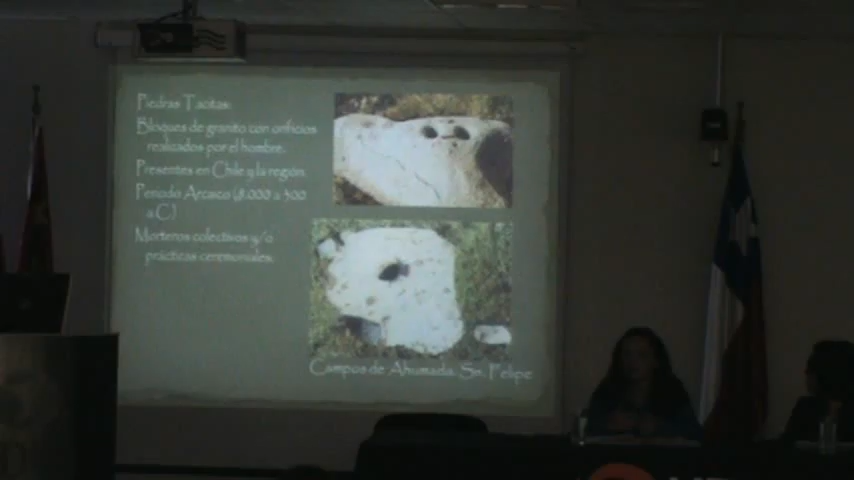 Piedras Tacitas:
Bloques de granito con orificios
realizados por el hombre.
Presentes en Chile y la región.
Periodo Arcaico (8.000 a 300
a C)
Morteros colectivos y/o
prácticas ceremoniales.
Campos de Ahumada. Sn. Felipe